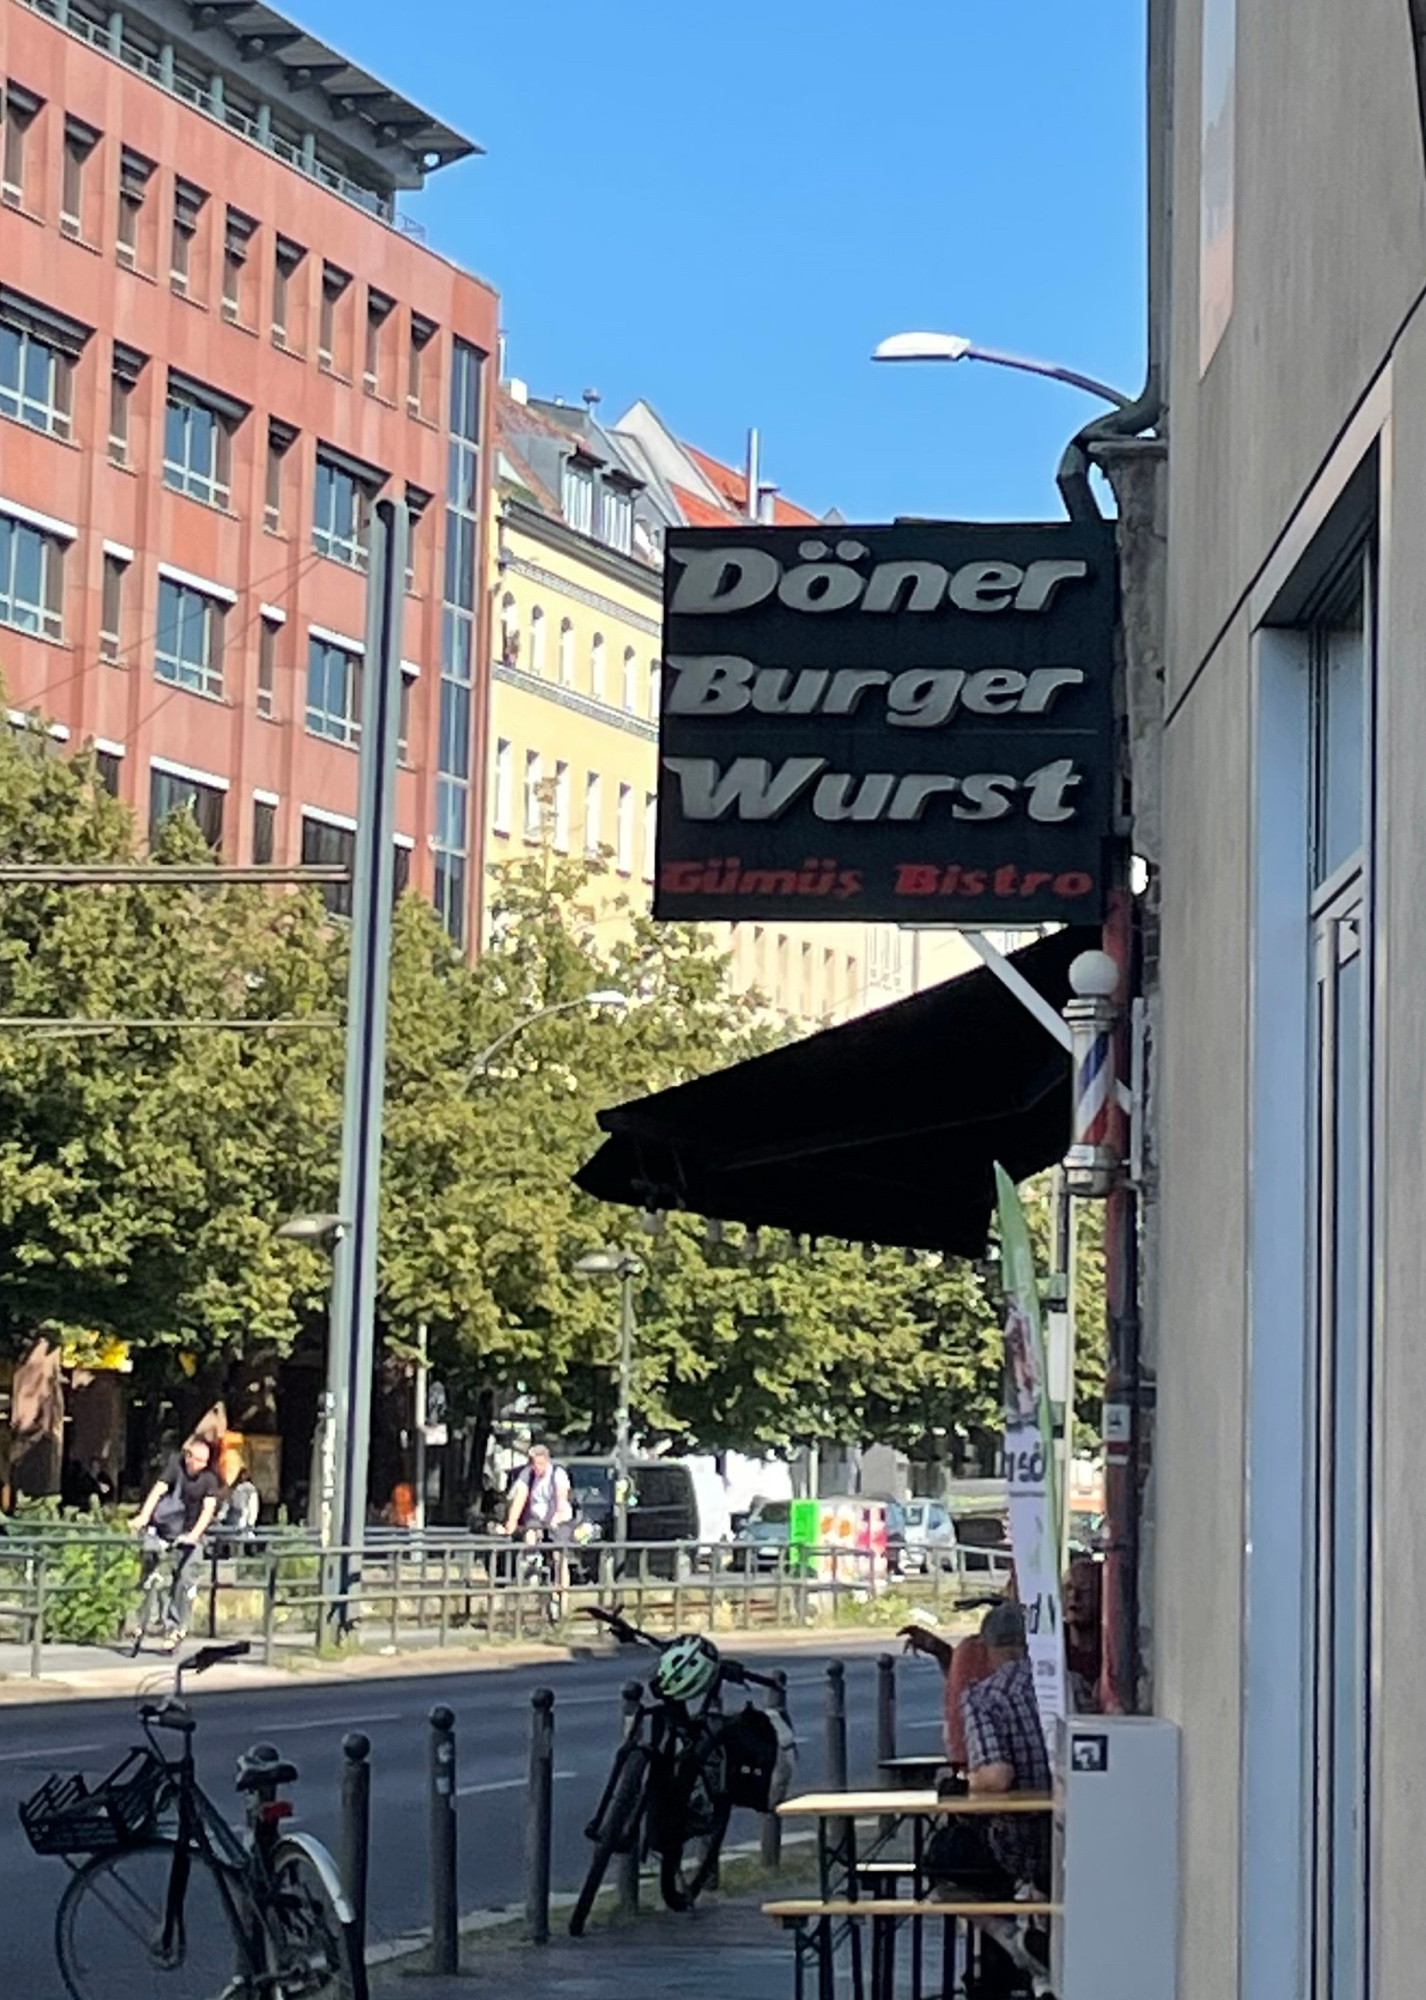 Döner
Burger
Wurst
Gümüş Bistro